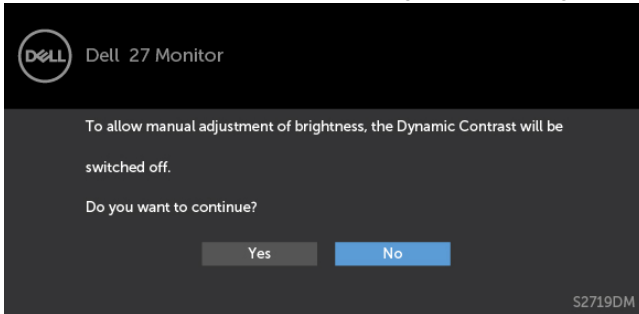 DELL
Dell 27 Monitor
To allow manual adjustment of brightness, the Dynamic Contrast will be
switched off.
Do you want to continue?
Yes
No
S2719DM